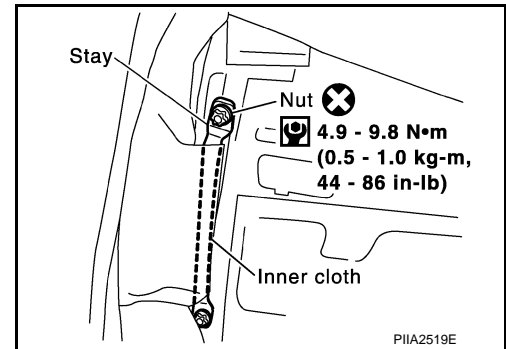 Stay
Nut
4.9 - 9.8 N•m
(0.5 - 1.0 kg-m,
44 - 86 in-lb)
Inner cloth
PIIA2519E